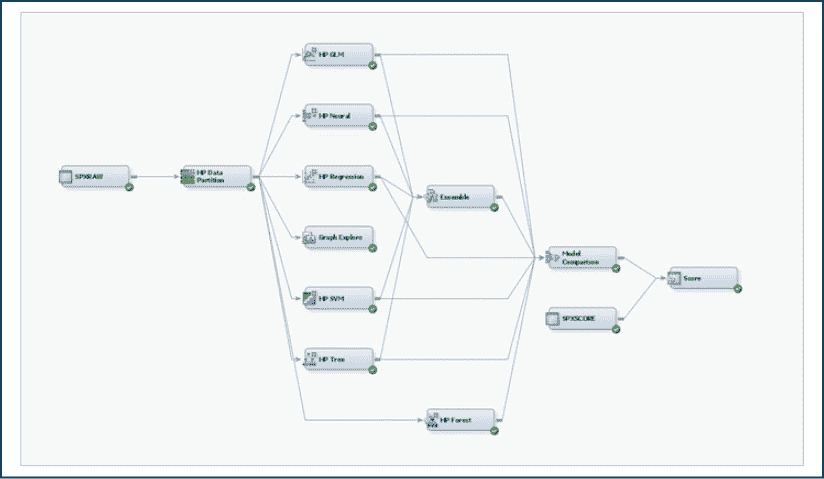 HP GLM
HP Neural
SPXRAW
HP Data
Partition
HP Regression
Ensemble
Graph Explore
Model
Comparison
Score
HP SVM
SPXSCORE
HP Tree
HP Forest